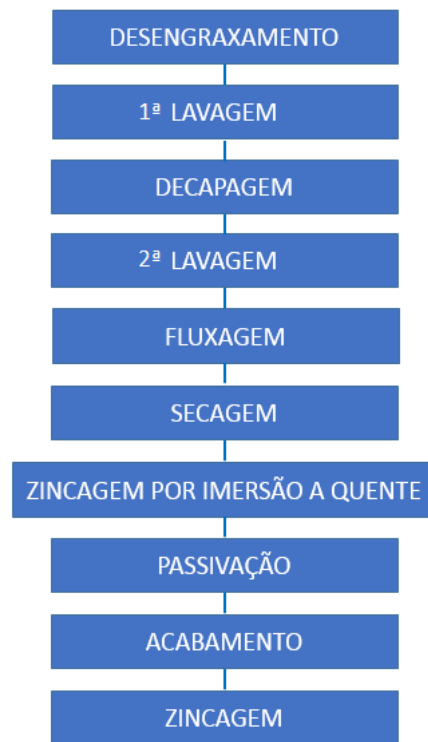 DESENGRAXAMENTO
1ª LAVAGEM
DECAPAGEM
2ª LAVAGEM
FLUXAGEM
SECAGEM
ZINCAGEM POR IMERSÃO A QUENTE
PASSIVAÇÃO
ACABAMENTO
ZINCAGEM